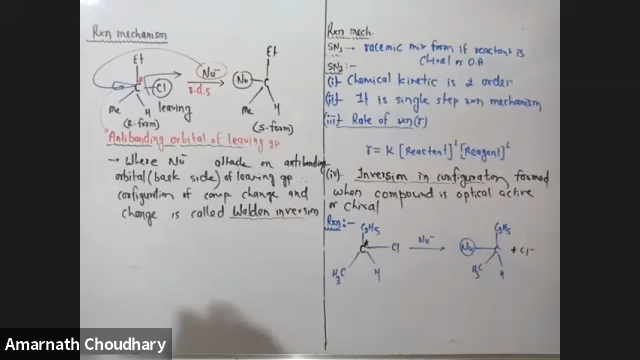 Rxn mechanism
Et
C
Cl
Me
H
leaving
(R-form)
Nu⁻
r.d.s
Et
Nu
C
Me
H
(S-form)
Antibonding orbital of leaving gp
→ Where Nu⁻ attack on antibonding
orbital (back side) of leaving gp ∴
configuration of comp change and
change is called Walden inversion
Rxn mech.
SN1 → racemic mix form if reactant is
chiral or O.A
SN2:-
(i) Chemical kinetic is 2 order
(ii) It is single step rxn mechanism
(iii) Rate of rxn(r)
r = K [Reactant]¹ [Reagent]¹
(iv) Inversion in configuration formed
when compound is optical active
or chiral
Rxn:-
C₂H₅
C
Cl
H₃C
H
Nu⁻
C₂H₅
Nu
C
H₃C
H
+ Cl⁻
Amarnath Choudhary